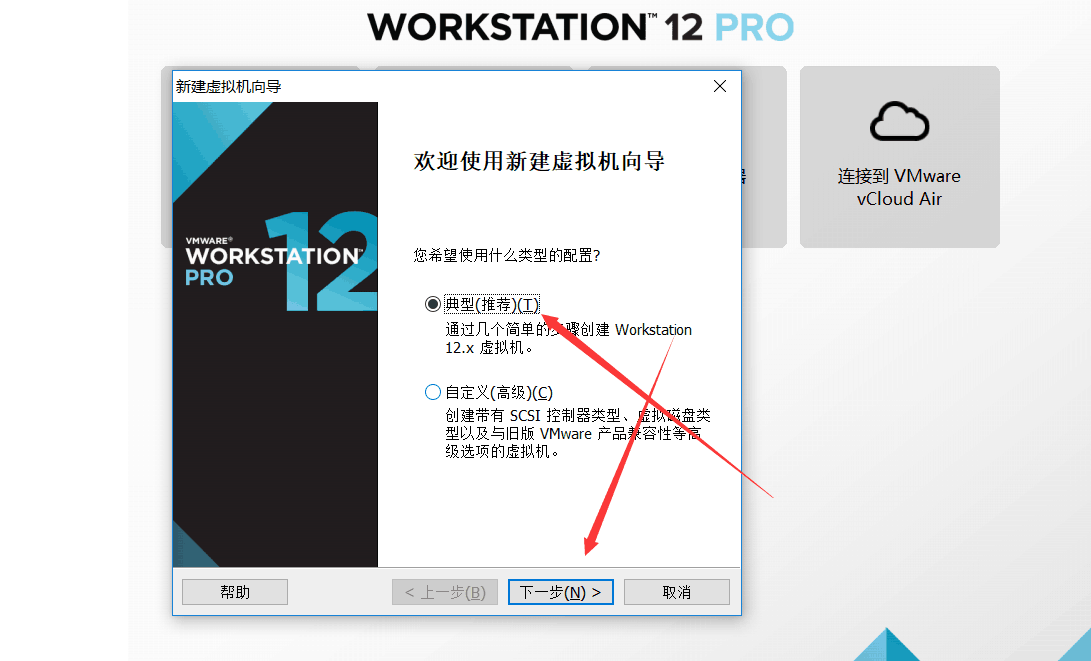 WORKSTATION™ 12 PRO
新建虚拟机向导
连接到 VMware
vCloud Air
欢迎使用新建虚拟机向导
VMWARE®
WORKSTATION™
PRO
12
您希望使用什么类型的配置?
典型(推荐)(T)
通过几个简单的步骤创建 Workstation
12.x 虚拟机。
自定义(高级)(C)
创建带有 SCSI 控制器类型、虚拟磁盘类
型以及与旧版 VMware 产品兼容性等高
级选项的虚拟机。
帮助
< 上一步(B)
下一步(N) >
取消